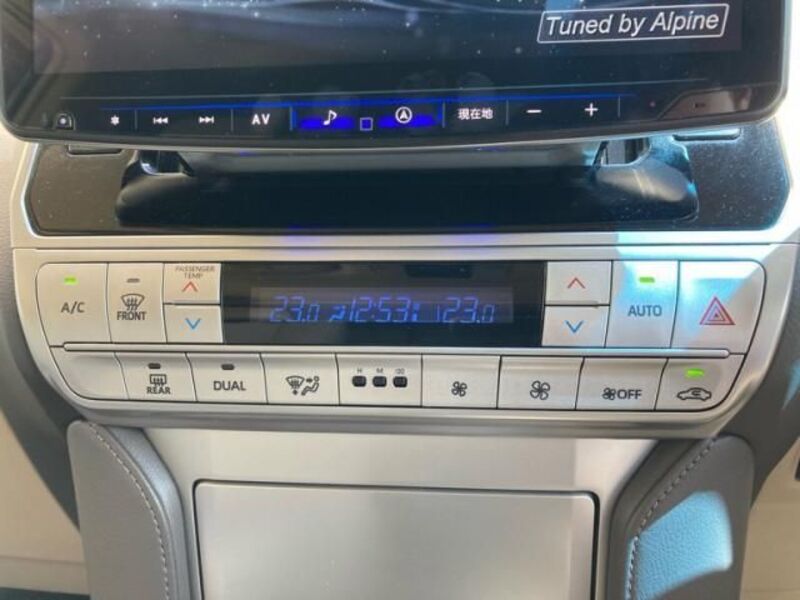 Tuned by Alpine
AV 現在地 − +
PASSENGER TEMP
A/C FRONT 23.0 12:53 23.0 AUTO
REAR DUAL H M OFF